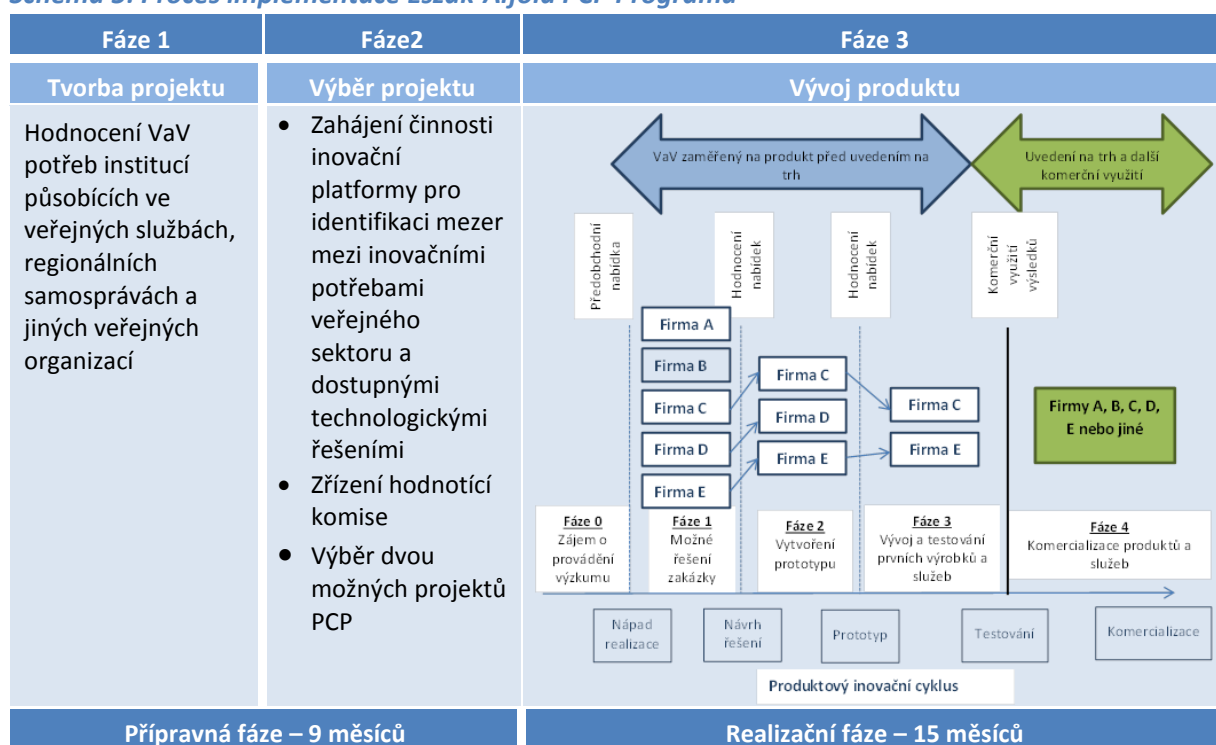 Fáze 1
Fáze2
Fáze 3
Tvorba projektu
Výběr projektu
Vývoj produktu
Hodnocení VaV
potřeb institucí
působících ve
veřejných službách,
regionálních
samosprávách a
jiných veřejných
organizací
• Zahájení činnosti
inovační
platformy pro
identifikaci mezer
mezi inovačními
potřebami
veřejného
sektoru a
dostupnými
technologickými
řešeními
• Zřízení hodnotící
komise
• Výběr dvou
možných projektů
PCP
VaV zaměřený na produkt před uvedením na
trh
Uvedení na trh a další
komerční využití
Předobchodní
nabídka
Hodnocení
nabídek
Hodnocení
nabídek
Komerční
využití
výsledků
Firma A
Firma B
Firma C
Firma D
Firma E
Firma C
Firma D
Firma E
Firma C
Firma E
Firmy A, B, C, D,
E nebo jiné
Fáze 0
Zájem o
provádění
výzkumu
Fáze 1
Možné
řešení
zakázky
Fáze 2
Vytvoření
prototypu
Fáze 3
Vývoj a testování
prvních výrobků a
služeb
Fáze 4
Komercializace produktů a
služeb
Nápad
realizace
Návrh
řešení
Prototyp
Testování
Komercializace
Produktový inovační cyklus
Přípravná fáze – 9 měsíců
Realizační fáze – 15 měsíců